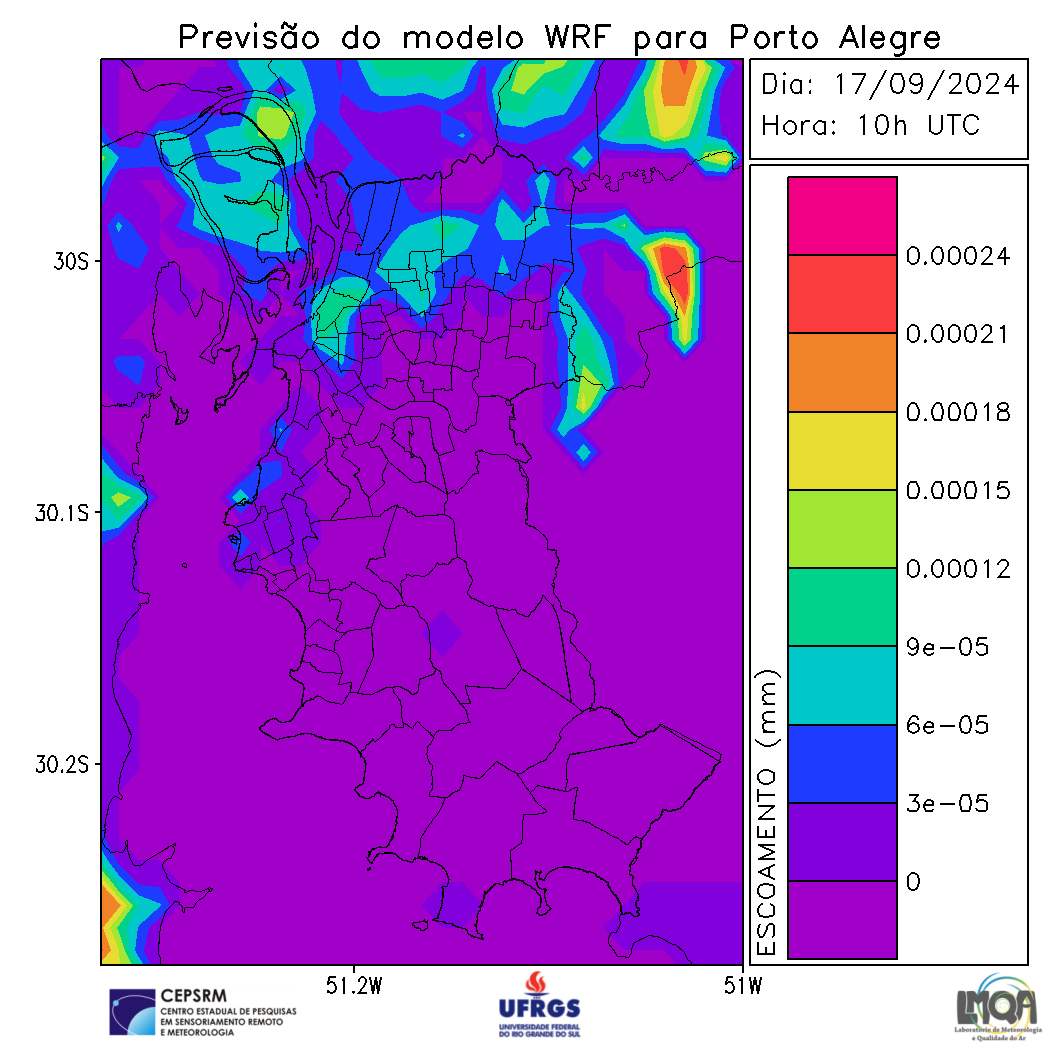 Previsão do modelo WRF para Porto Alegre
Dia: 17/09/2024
Hora: 10h UTC
0.00024
0.00021
0.00018
0.00015
0.00012
9e-05
6e-05
3e-05
0
ESCOAMENTO (mm)
30S
30.1S
30.2S
51.2W
51W
CEPSRM
CENTRO ESTADUAL DE PESQUISAS
EM SENSORIAMENTO REMOTO
E METEOROLOGIA
UFRGS
UNIVERSIDADE FEDERAL
DO RIO GRANDE DO SUL
LMQA
Laboratório de Meteorologia
e Qualidade do Ar